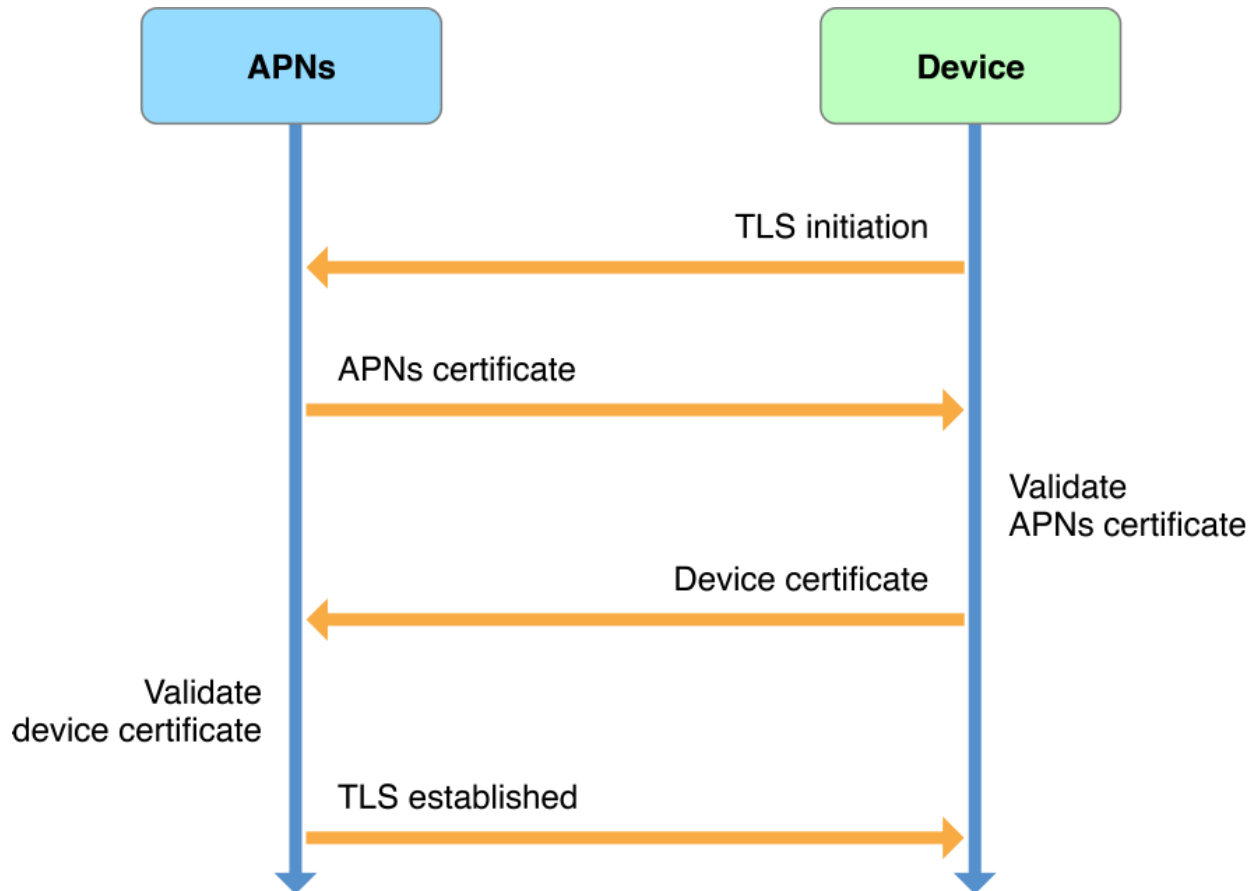 APNs
Device
TLS initiation
APNs certificate
Validate
APNs certificate
Device certificate
Validate
device certificate
TLS established